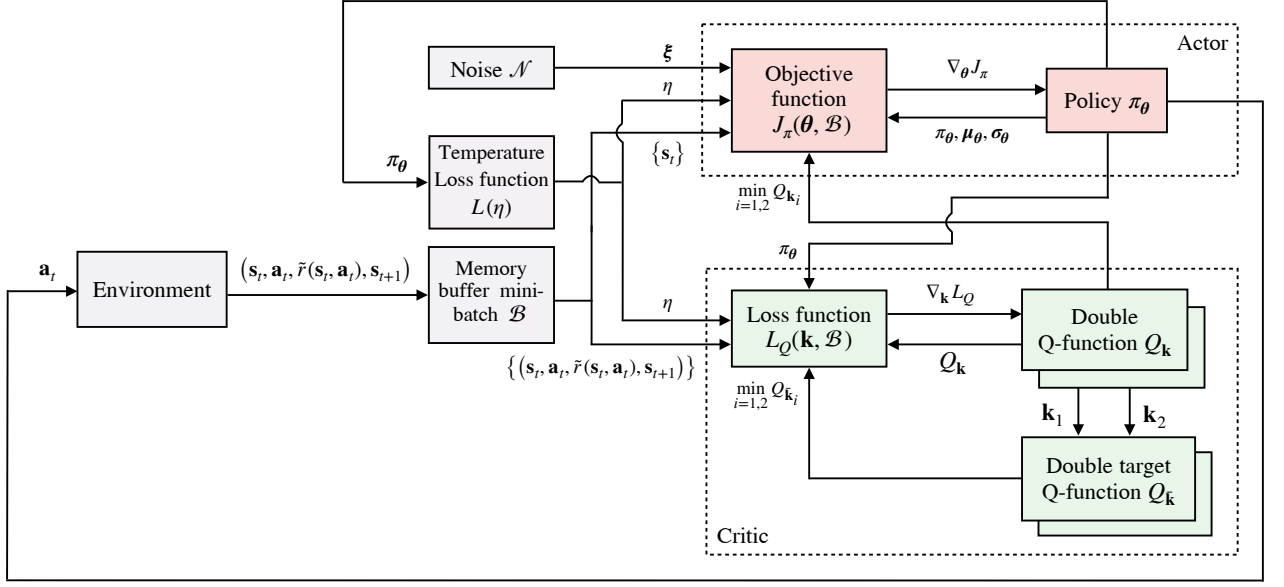 Actor
Noise 𝒩
ξ
Objective
function
J_π(θ, ℬ)
∇_θ J_π
Policy π_θ
η
π_θ, μ_θ, σ_θ
{s_t}
π_θ
Temperature
Loss function
L(η)
min Q_{k_i}
i=1,2
π_θ
a_t
Environment
(s_t, a_t, r̃(s_t, a_t), s_{t+1})
Memory
buffer mini-
batch ℬ
η
Loss function
L_Q(k, ℬ)
∇_k L_Q
Double
Q-function Q_k
Q_k
{(s_t, a_t, r̃(s_t, a_t), s_{t+1})}
min Q_{k̄_i}
i=1,2
k_1
k_2
Double target
Q-function Q_k̄
Critic